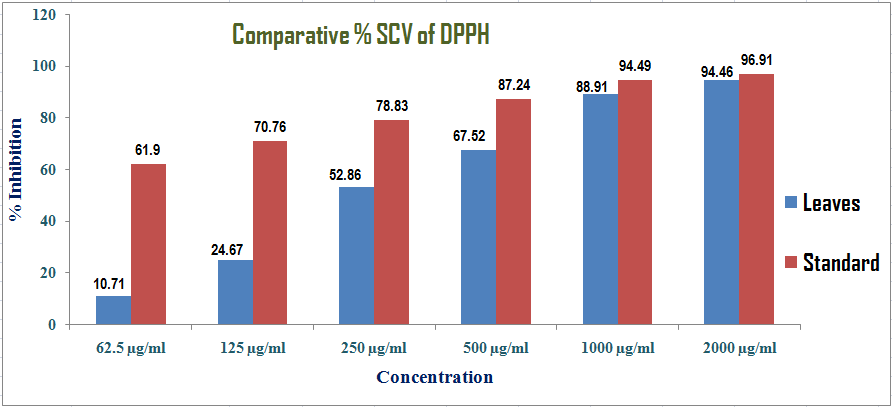 Comparative % SCV of DPPH
120
100
80
60
40
20
0
% Inhibition
10.71
61.9
24.67
70.76
52.86
78.83
67.52
87.24
88.91
94.49
94.46
96.91
62.5 µg/ml
125 µg/ml
250 µg/ml
500 µg/ml
1000 µg/ml
2000 µg/ml
Concentration
Leaves
Standard